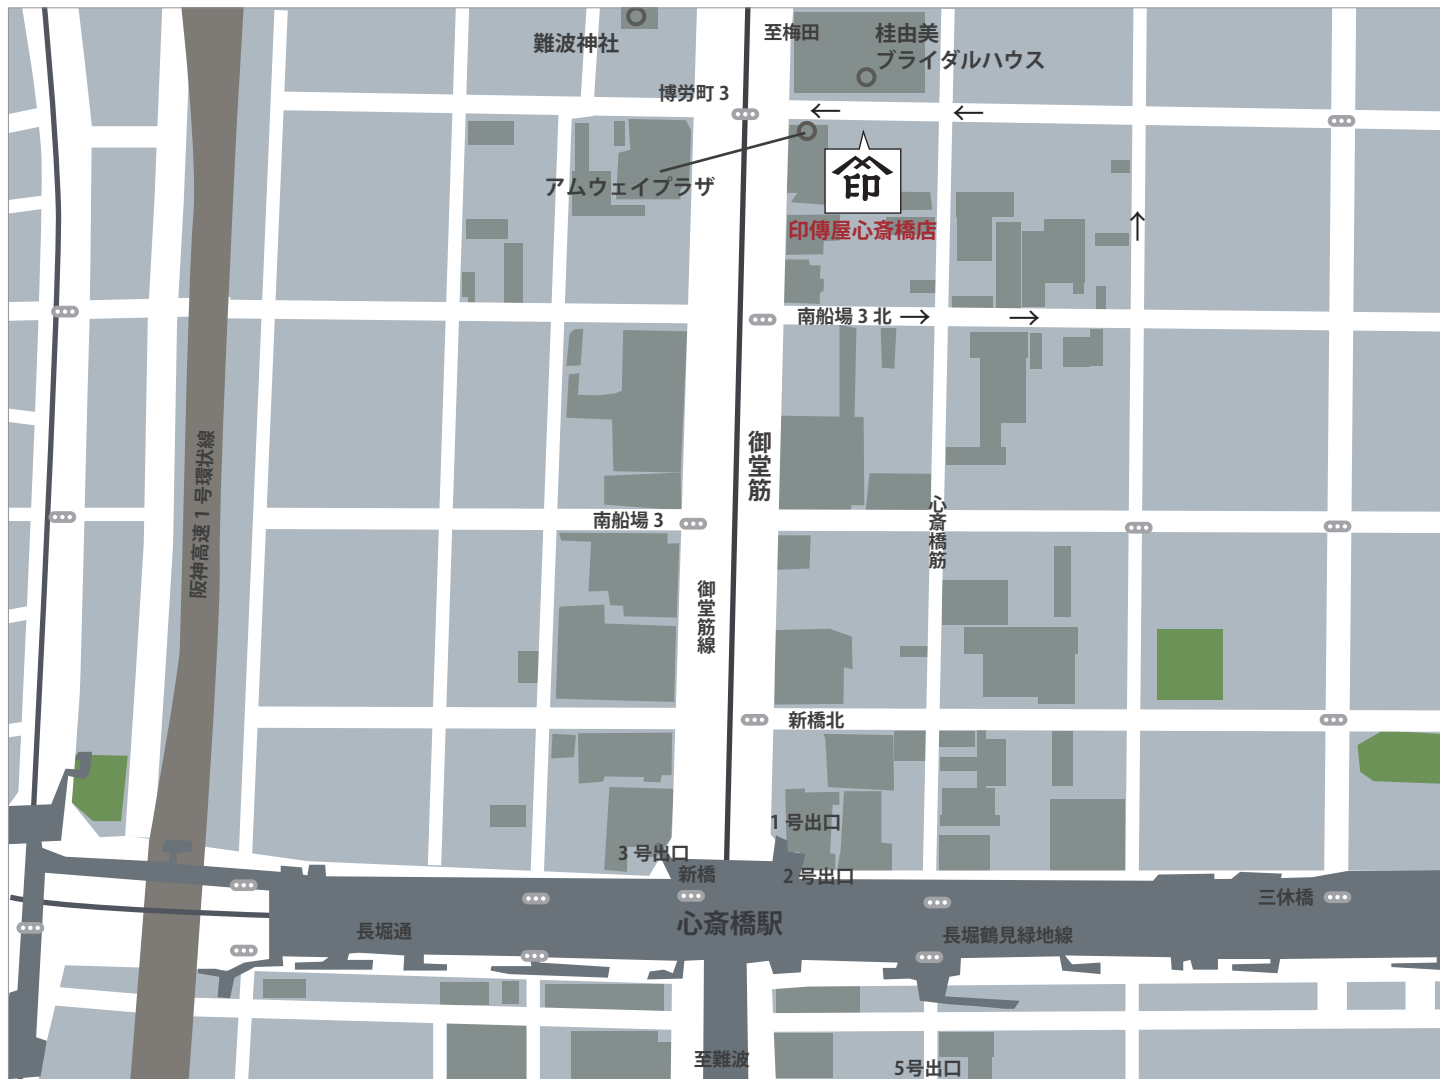 難波神社
至梅田
桂由美
ブライダルハウス
博労町 3
アムウェイプラザ
印
印傳屋心斎橋店
南船場 3 北
御堂筋
阪神高速 1 号環状線
心斎橋筋
南船場 3
御堂筋線
新橋北
1 号出口
3 号出口
新橋
2 号出口
三休橋
心斎橋駅
長堀通
長堀鶴見緑地線
至難波
5号出口